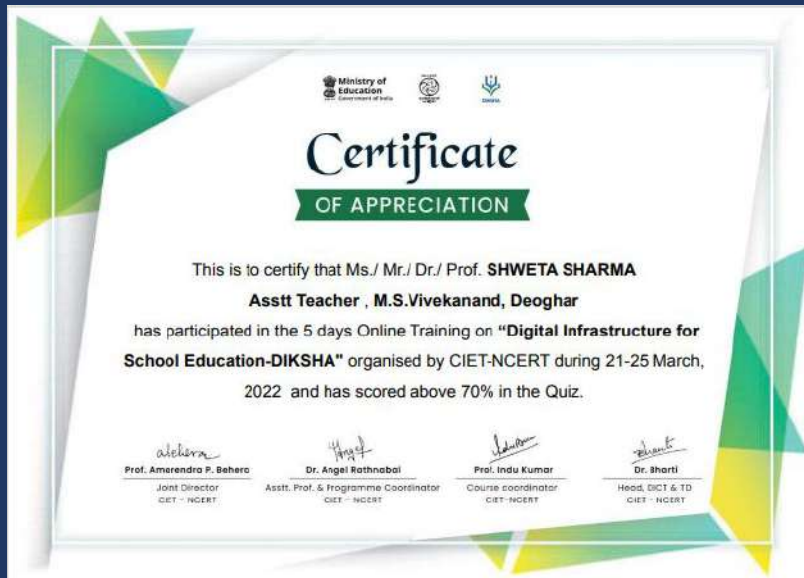 Ministry of
Education
Government of India
DIKSHA
Certificate
OF APPRECIATION
This is to certify that Ms./ Mr./ Dr./ Prof. SHWETA SHARMA
Asstt Teacher , M.S.Vivekanand, Deoghar
has participated in the 5 days Online Training on “Digital Infrastructure for
School Education-DIKSHA" organised by CIET-NCERT during 21-25 March,
2022 and has scored above 70% in the Quiz.
Prof. Amarendra P. Behera
Joint Director
CIET - NCERT
Dr. Angel Rathnabai
Asstt. Prof. & Programme Coordinator
CIET - NCERT
Prof. Indu Kumar
Course coordinator
CIET-NCERT
Dr. Bharti
Head, DICT & TD
CIET - NCERT